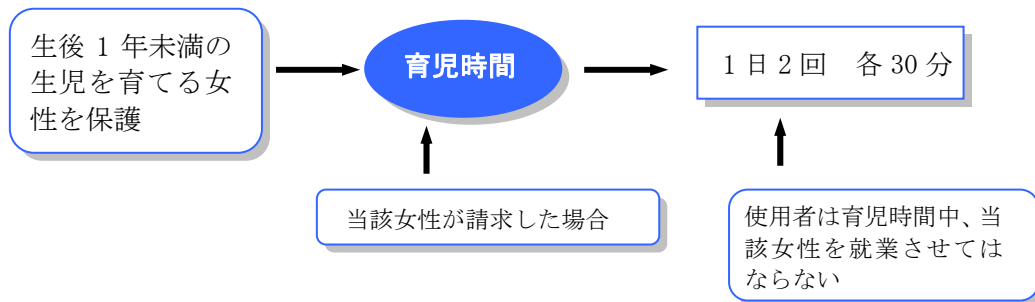 生後 1 年未満の
生児を育てる女
性を保護
育児時間
1 日 2 回　各 30 分
当該女性が請求した場合
使用者は育児時間中、当
該女性を就業させては
ならない